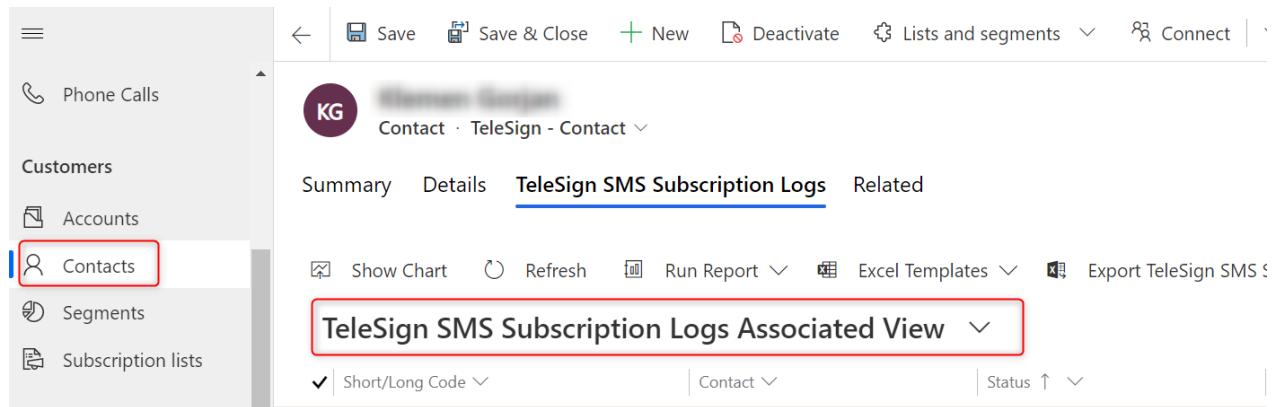 Save Save & Close New Deactivate Lists and segments Connect
Phone Calls
KG
Contact · TeleSign - Contact
Customers
Summary Details TeleSign SMS Subscription Logs Related
Accounts
Contacts
Show Chart Refresh Run Report Excel Templates Export TeleSign SMS
Segments
TeleSign SMS Subscription Logs Associated View
Subscription lists
Short/Long Code Contact Status ↑